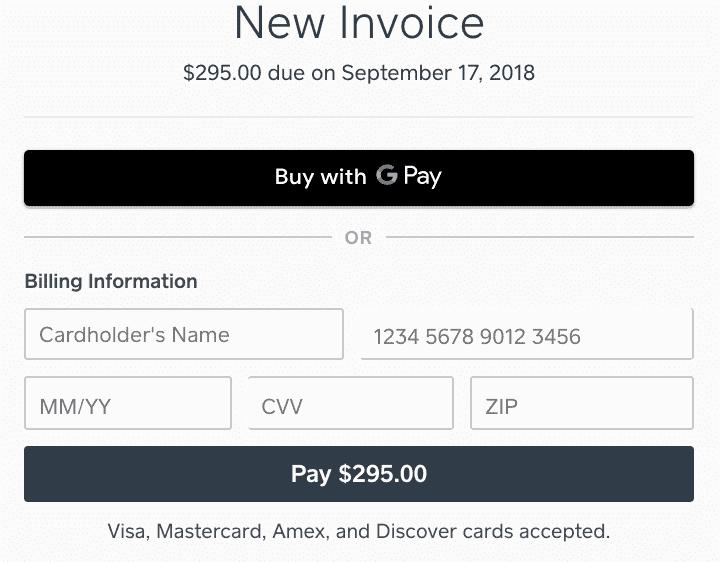 New Invoice
$295.00 due on September 17, 2018
Buy with G Pay
OR
Billing Information
Cardholder's Name
1234 5678 9012 3456
MM/YY
CVV
ZIP
Pay $295.00
Visa, Mastercard, Amex, and Discover cards accepted.